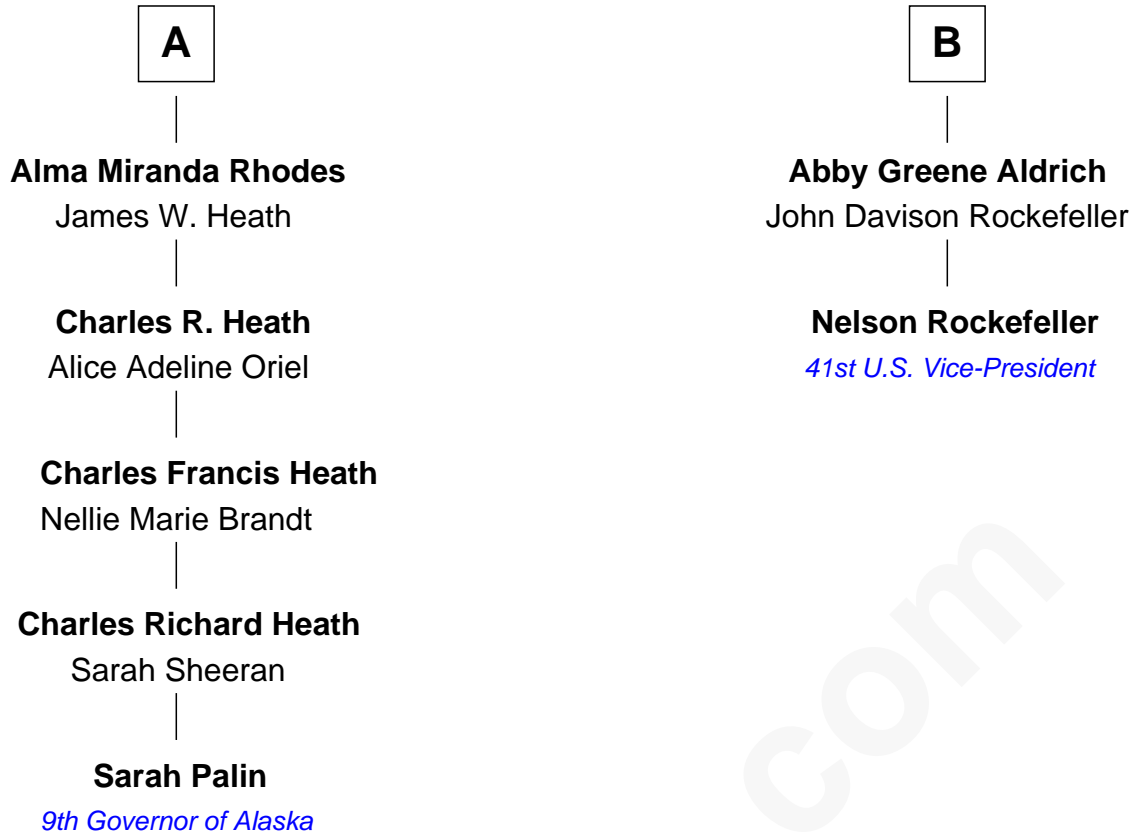 A
Alma Miranda Rhodes
James W. Heath
Charles R. Heath
Alice Adeline Oriel
Charles Francis Heath
Nellie Marie Brandt
Charles Richard Heath
Sarah Sheeran
Sarah Palin
9th Governor of Alaska
B
Abby Greene Aldrich
John Davison Rockefeller
Nelson Rockefeller
41st U.S. Vice-President
com